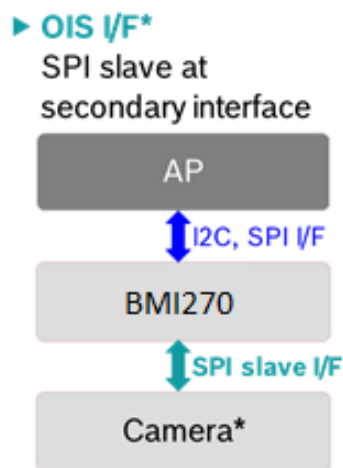 ► OIS I/F*
SPI slave at
secondary interface
AP
I2C, SPI I/F
BMI270
SPI slave I/F
Camera*